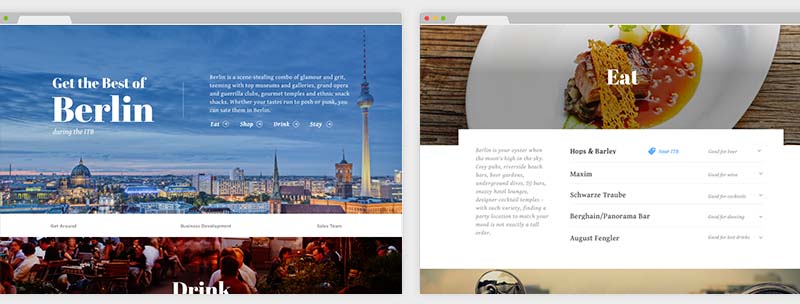 Get the Best of
Berlin
during the ITB
Berlin is a scene-stealing combo of glamour and grit,
teeming with top museums and galleries, grand opera
and guerrilla clubs, gourmet temples and ethnic snack
shacks. Whether your tastes run to posh or punk, you
can sate them in Berlin.
Eat Shop Drink Stay
Get Around Business Development Sales Team
Drink
Eat
Berlin is your oyster when
the moon's high in the sky.
Cosy pubs, riverside beach
bars, beer gardens,
underground dives, DJ bars,
snazzy hotel lounges,
designer cocktail temples –
with such variety, finding a
party location to match your
mood is not exactly a tall
order.
Hops & Barley Near ITB Good for beer
Maxim Good for wine
Schwarze Traube Good for cocktails
Berghain/Panorama Bar Good for dancing
August Fengler Good for last drinks